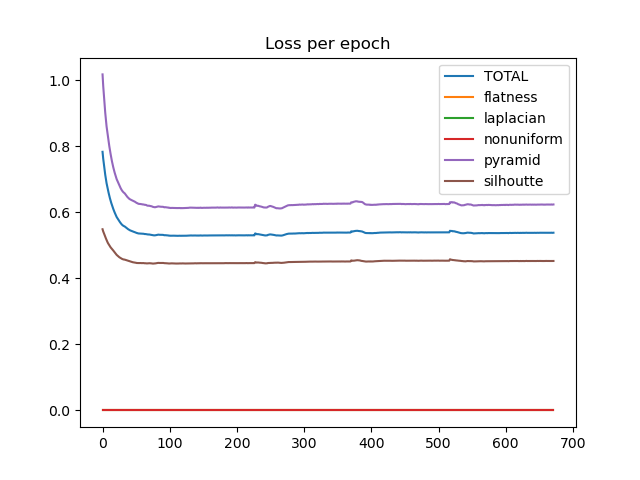 Loss per epoch
1.0
0.8
0.6
0.4
0.2
0.0
TOTAL
flatness
laplacian
nonuniform
pyramid
silhoutte
0 100 200 300 400 500 600 700